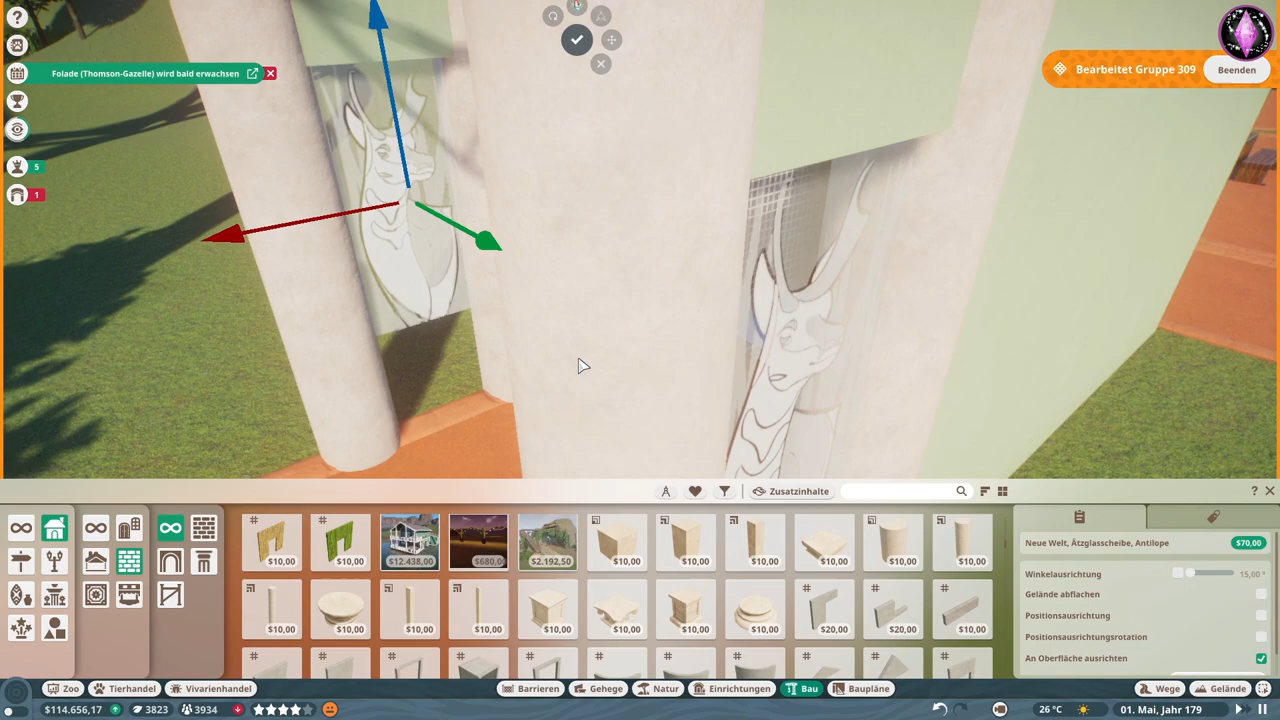 Folade (Thomson-Gazelle) wird bald erwachsen
Bearbeitet Gruppe 309
Beenden
5
1
Zusatzinhalte
?
?
$10,00 $10,00 $12.438,00 $680,00 $2.192,50 $10,00 $10,00 $10,00 $10,00 $10,00 $10,00
$10,00 $10,00 $10,00 $10,00 $10,00 $10,00 $10,00 $10,00 $20,00 $20,00 $10,00
Neue Welt, Ätzglasscheibe, Antilope $70,00
Winkelausrichtung 15,00 °
Gelände abflachen
Positionsausrichtung
Positionsausrichtungsrotation
An Oberfläche ausrichten
Zoo Tierhandel Vivarienhandel Barrieren Gehege Natur Einrichtungen Bau Baupläne Wege Gelände
$114.656,17 3823 3934 26 °C 01. Mai, Jahr 179